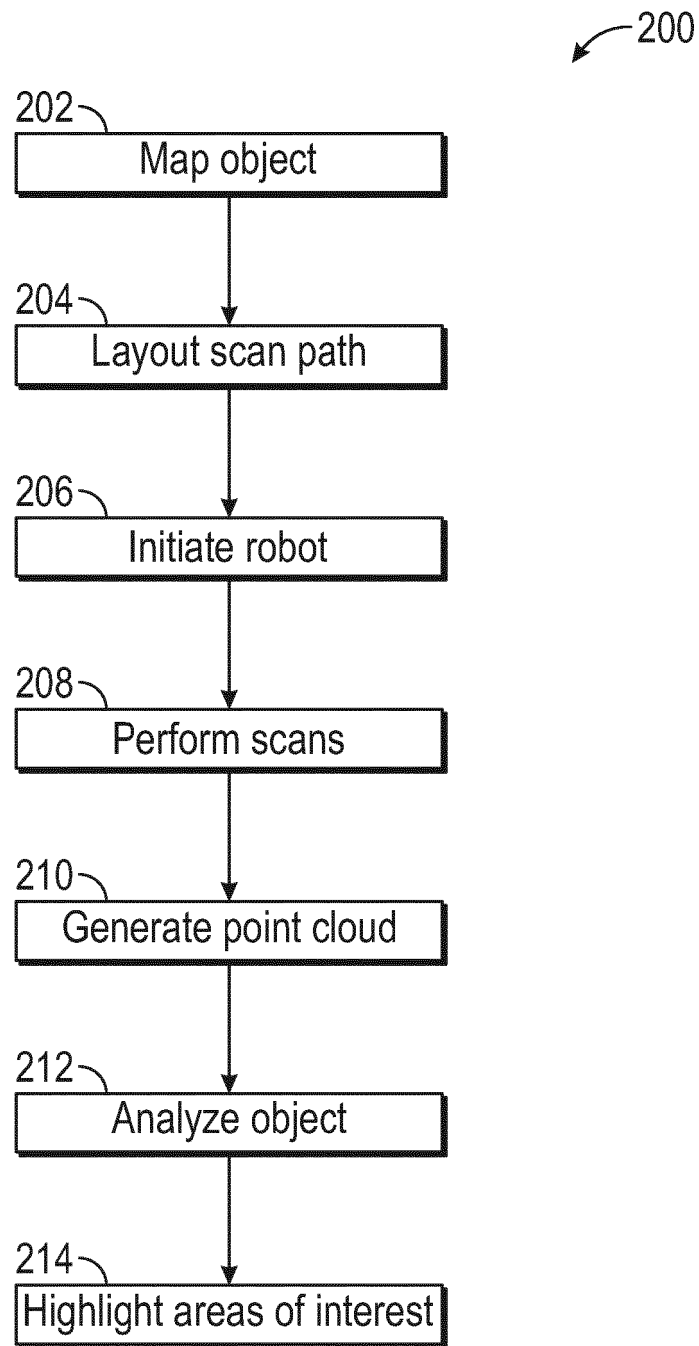 200
202
Map object
204
Layout scan path
206
Initiate robot
208
Perform scans
210
Generate point cloud
212
Analyze object
214
Highlight areas of interest